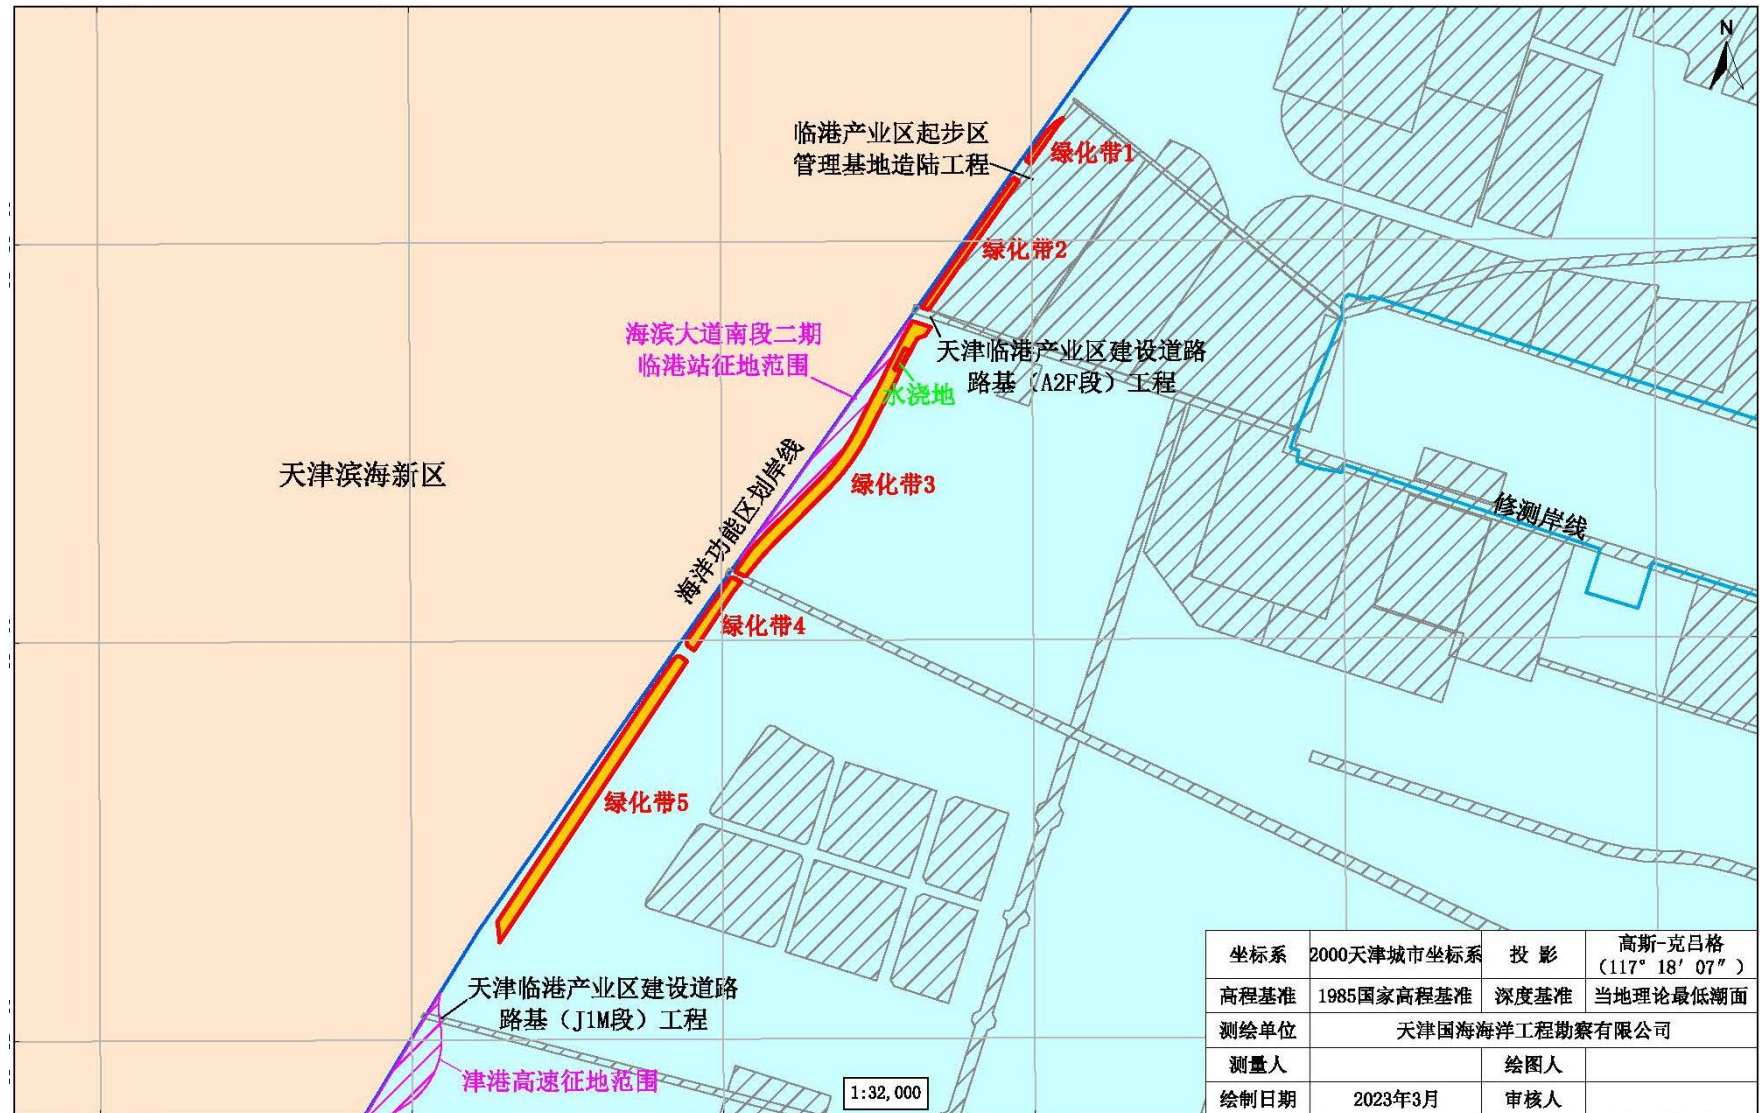 N
临港产业区起步区
管理基地造陆工程
绿化带1
绿化带2
海滨大道南段二期
临港站征地范围
天津临港产业区建设道路
路基（A2F段）工程
水浇地
天津滨海新区
海洋功能区划岸线
绿化带3
修测岸线
绿化带4
绿化带5
天津临港产业区建设道路
路基（J1M段）工程
津港高速征地范围
1:32,000
坐标系 2000天津城市坐标系 投 影 高斯-克吕格
（117° 18′ 07″ ）
高程基准 1985国家高程基准 深度基准 当地理论最低潮面
测绘单位 天津国海海洋工程勘察有限公司
测量人 绘图人
绘制日期 2023年3月 审核人